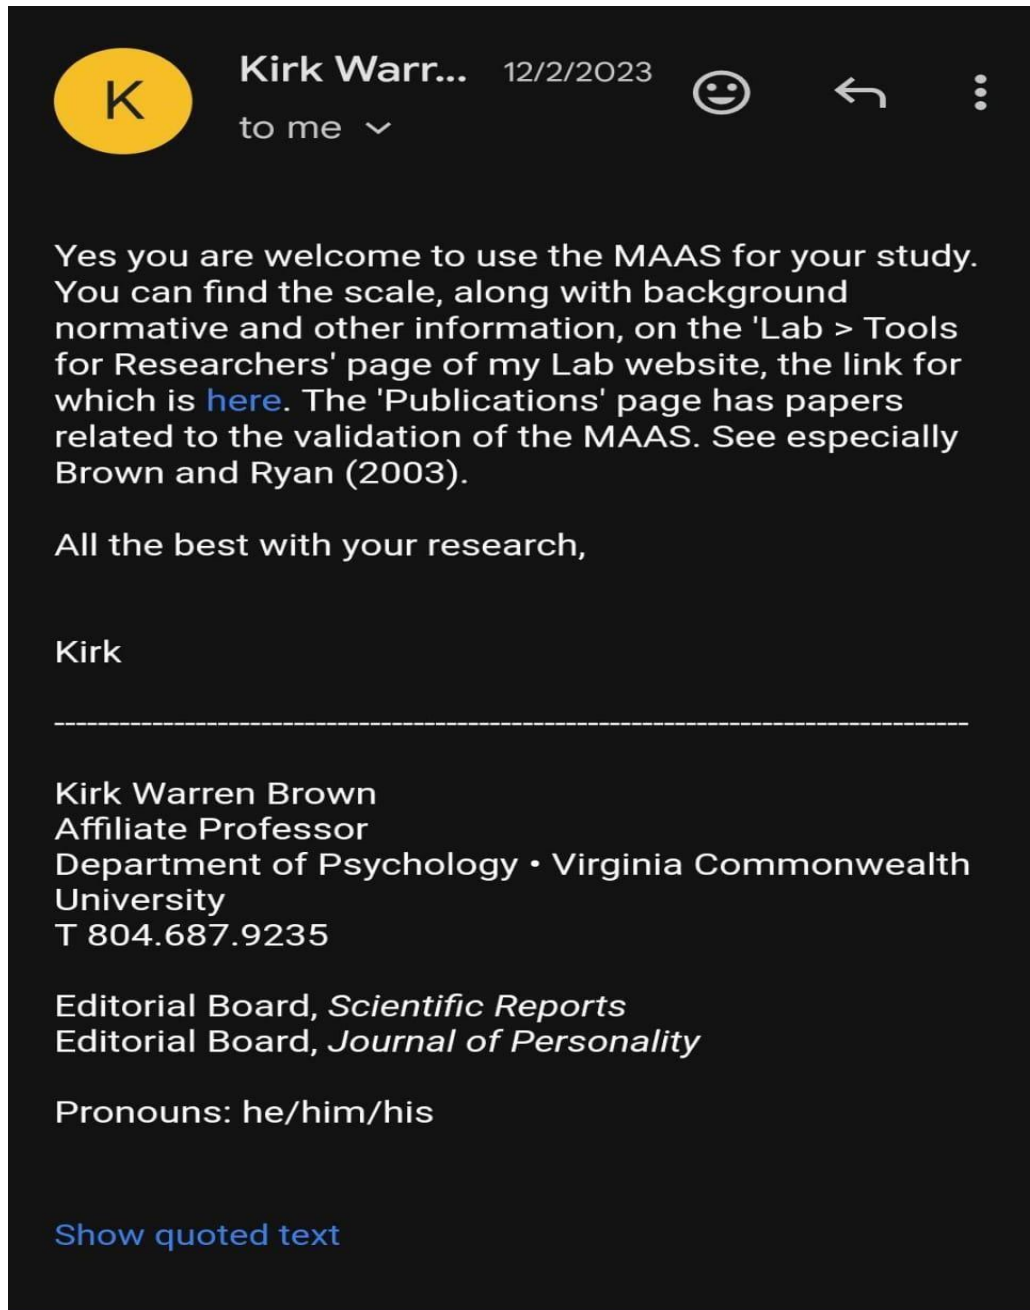 K
Kirk Warr... 12/2/2023
to me
Yes you are welcome to use the MAAS for your study.
You can find the scale, along with background
normative and other information, on the 'Lab > Tools
for Researchers' page of my Lab website, the link for
which is here. The 'Publications' page has papers
related to the validation of the MAAS. See especially
Brown and Ryan (2003).
All the best with your research,
Kirk
--------------------------------------------------------------------------------
Kirk Warren Brown
Affiliate Professor
Department of Psychology • Virginia Commonwealth
University
T 804.687.9235
Editorial Board, Scientific Reports
Editorial Board, Journal of Personality
Pronouns: he/him/his
Show quoted text